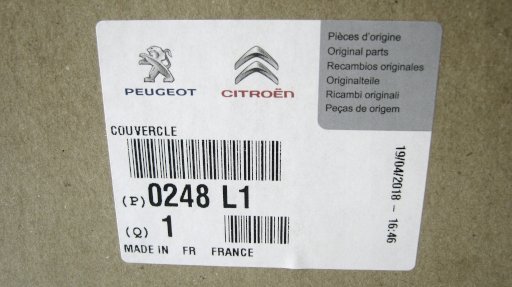 PEUGEOT
CITROËN
Pièces d'origine
Original parts
Recambios originales
Originalteile
Ricambi originali
Peças de origem
COUVERCLE
(P) 0248 L1
(Q) 1
MADE IN FR FRANCE
19/04/2018 - 16:46